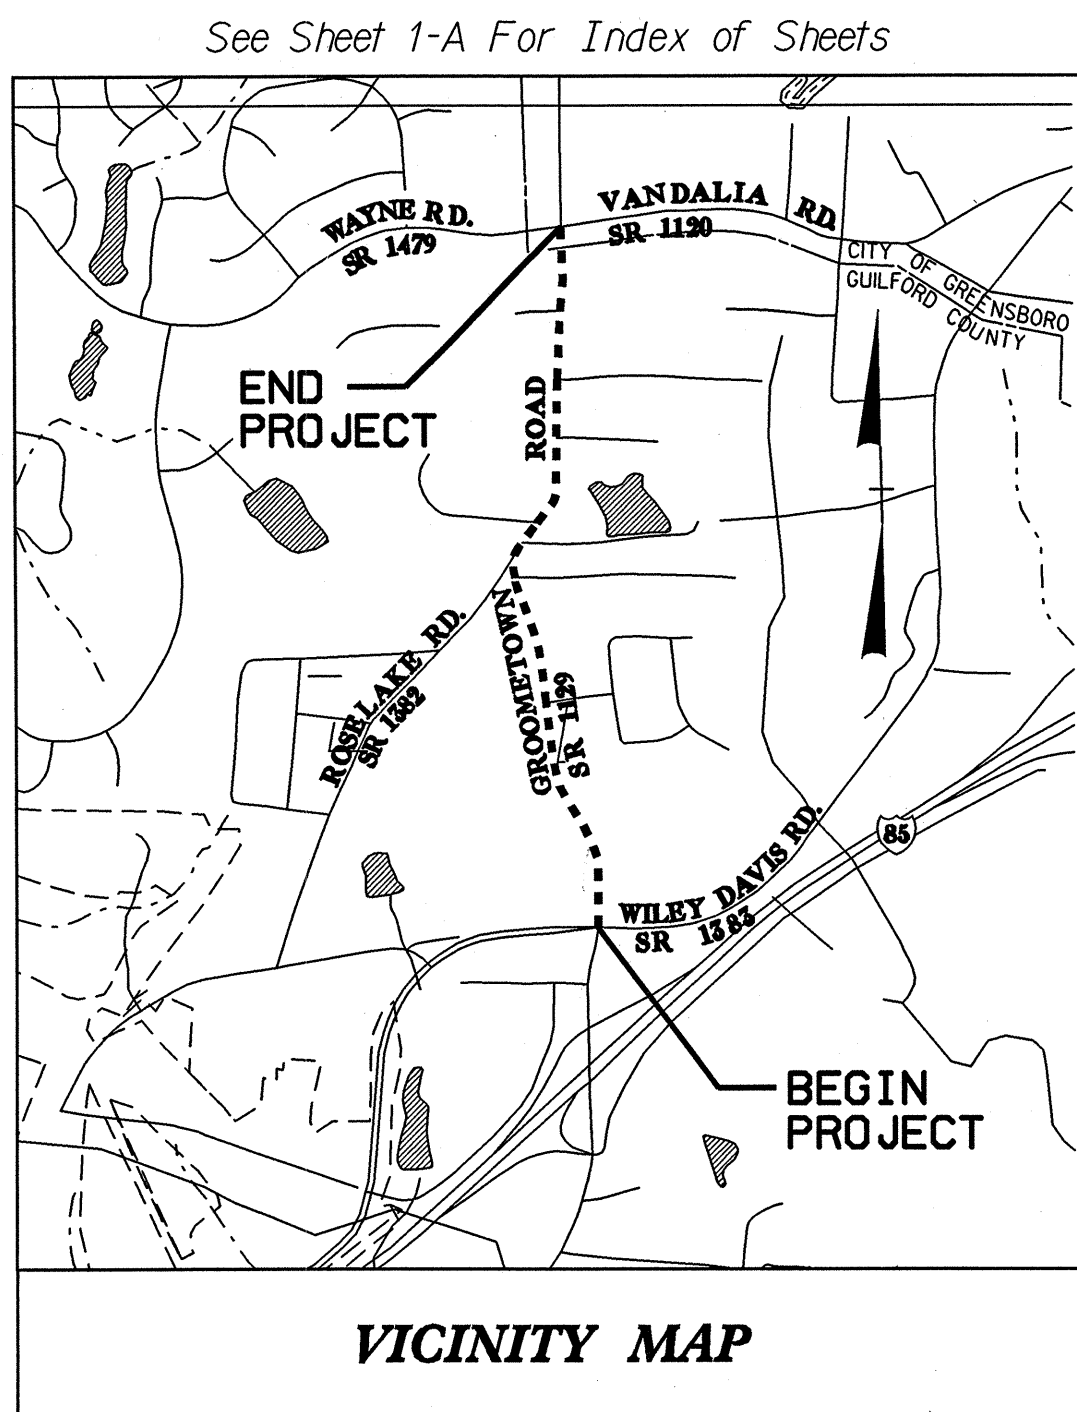 See Sheet 1-A For Index of Sheets
WAYNE RD.
SR 1479
VANDALIA RD.
SR 1120
CITY OF GREENSBORO
GUILFORD COUNTY
END
PROJECT
ROAD
GROOMETOWN
SR 1129
ROSELAKE RD.
SR 1382
85
WILEY DAVIS RD.
SR 1383
BEGIN
PROJECT
VICINITY MAP